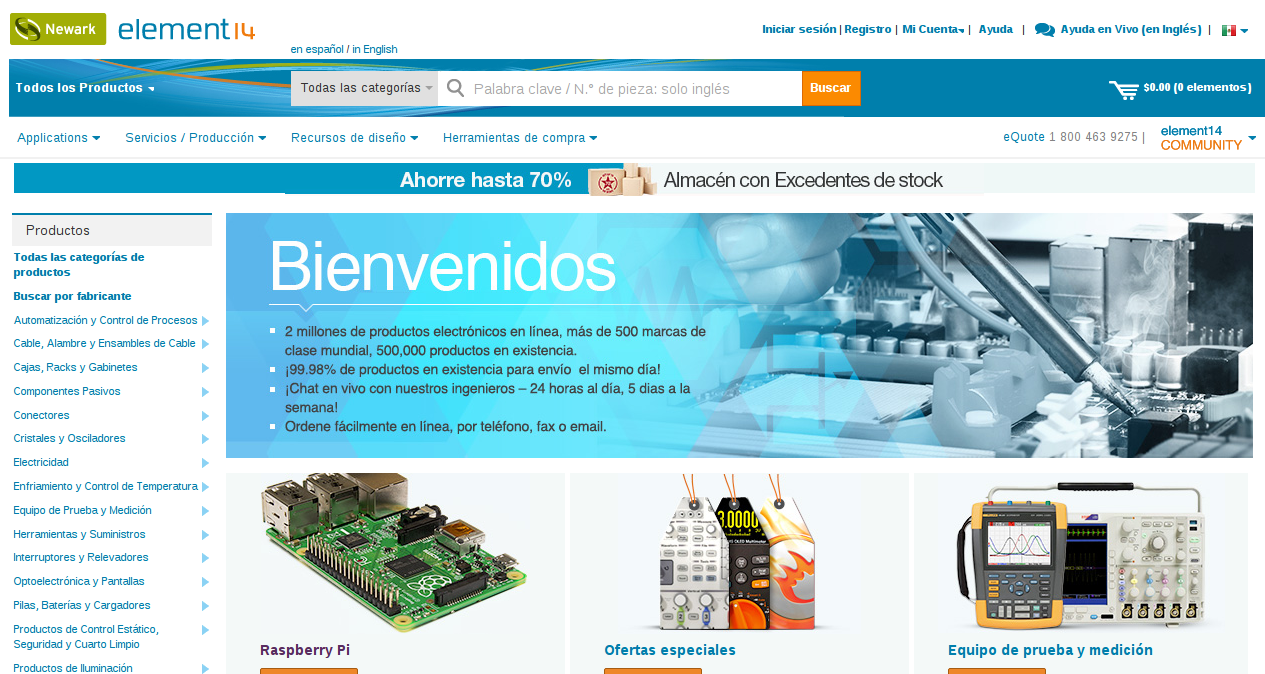 Newark element14
Iniciar sesión | Registro | Mi Cuenta | Ayuda | Ayuda en Vivo (en Inglés) |
en español / in English
Todos los Productos
Todas las categorías
Palabra clave / N.° de pieza: solo inglés
Buscar
$0.00 (0 elementos)
Applications
Servicios / Producción
Recursos de diseño
Herramientas de compra
eQuote 1 800 463 9275 |
element14
COMMUNITY
Ahorre hasta 70% Almacén con Excedentes de stock
Productos
Todas las categorías de
productos
Buscar por fabricante
Automatización y Control de Procesos
Cable, Alambre y Ensambles de Cable
Cajas, Racks y Gabinetes
Componentes Pasivos
Conectores
Cristales y Osciladores
Electricidad
Enfriamiento y Control de Temperatura
Equipo de Prueba y Medición
Herramientas y Suministros
Interruptores y Relevadores
Optoelectrónica y Pantallas
Pilas, Baterías y Cargadores
Productos de Control Estático,
Seguridad y Cuarto Limpio
Productos de Iluminación
Bienvenidos
2 millones de productos electrónicos en línea, más de 500 marcas de
clase mundial, 500,000 productos en existencia.
¡99.98% de productos en existencia para envío el mismo día!
¡Chat en vivo con nuestros ingenieros – 24 horas al día, 5 dias a la
semana!
Ordene fácilmente en línea, por teléfono, fax o email.
Raspberry Pi
Ofertas especiales
Equipo de prueba y medición